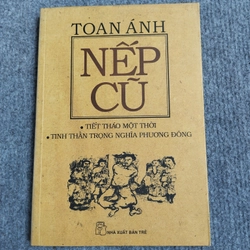 TOAN ÁNH
NẾP
CŨ
• TIẾT THÁO MỘT THỜI
• TINH THẦN TRỌNG NGHĨA PHƯƠNG ĐÔNG
NHÀ XUẤT BẢN TRẺ